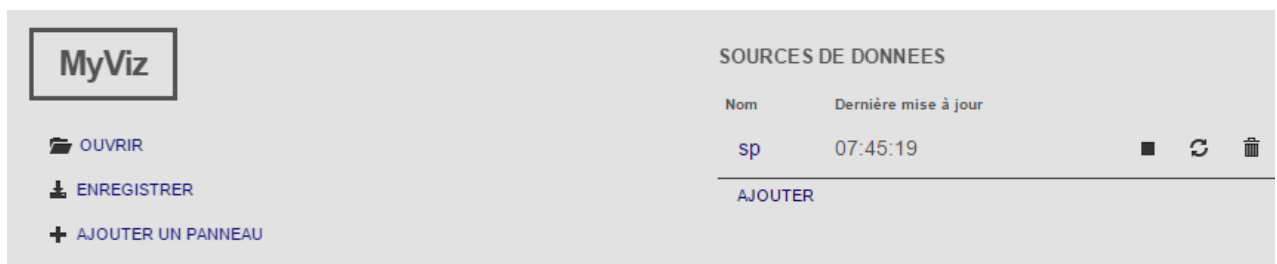 MyViz
OUVRIR
ENREGISTRER
AJOUTER UN PANNEAU
SOURCES DE DONNEES
Nom Dernière mise à jour
sp 07:45:19
AJOUTER